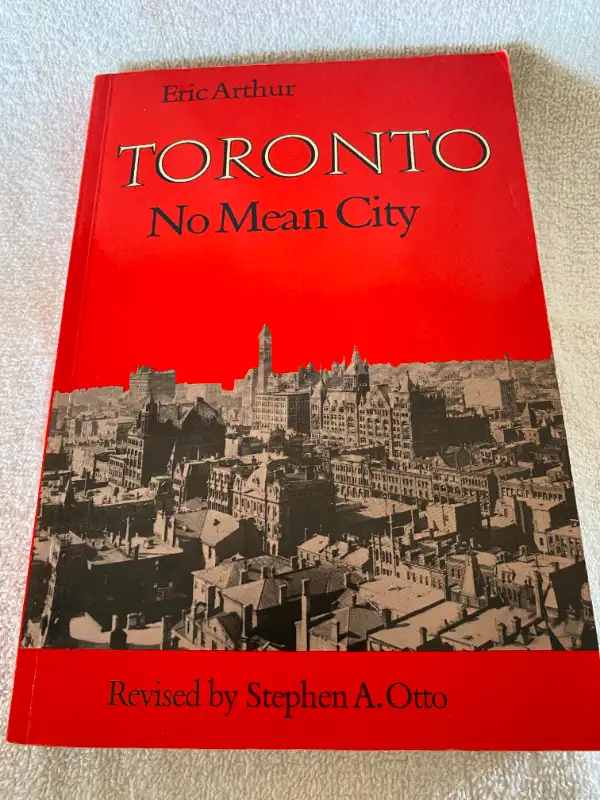 Eric Arthur
TORONTO
No Mean City
Revised by Stephen A. Otto